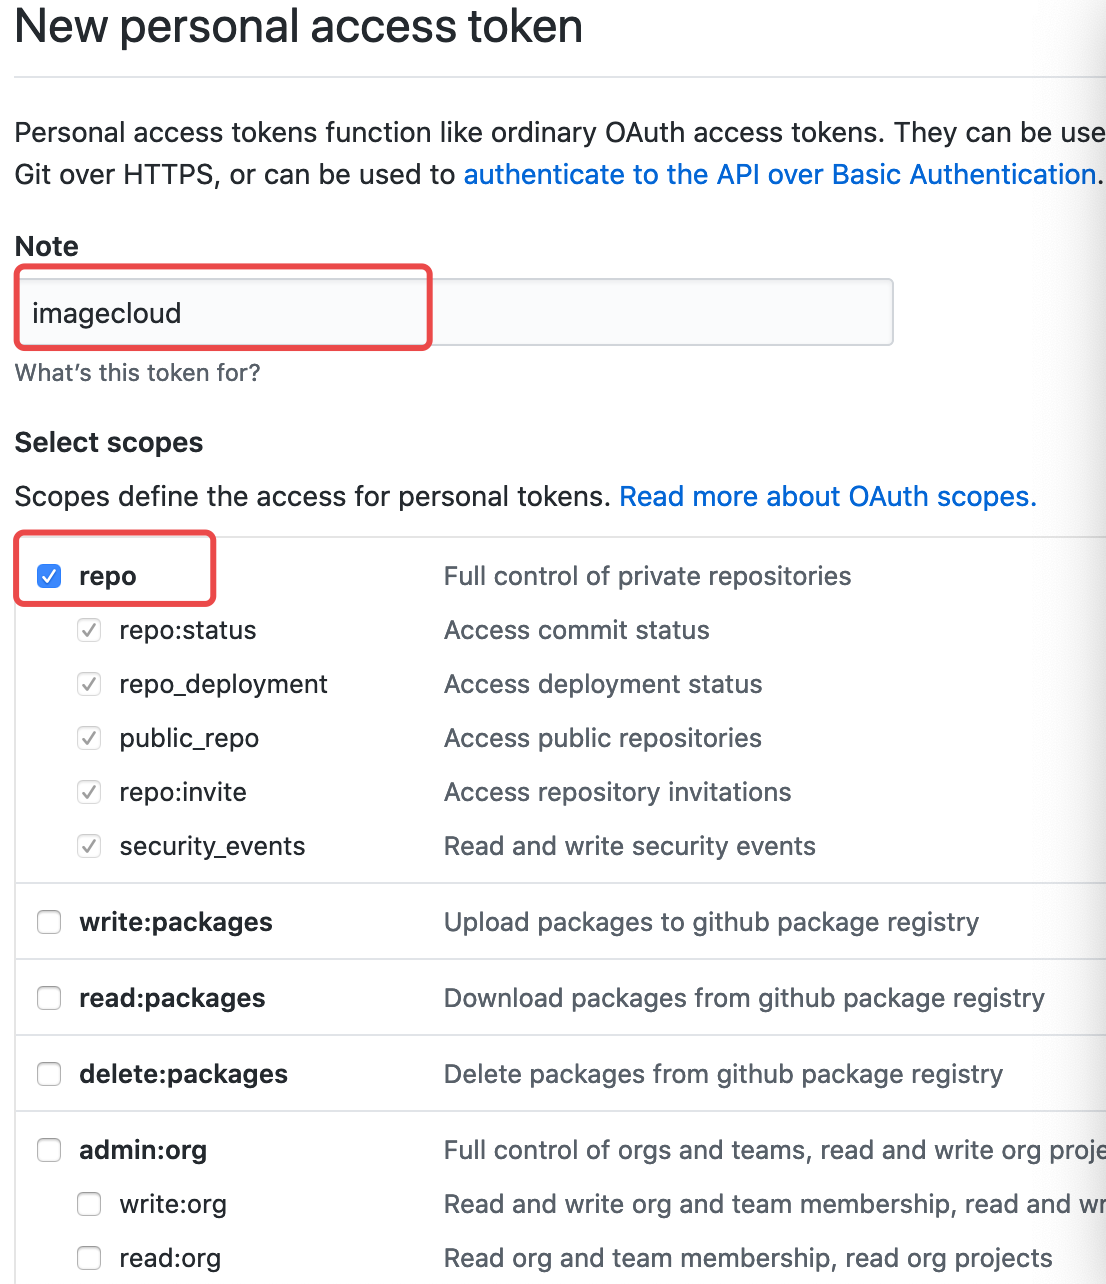 New personal access token
Personal access tokens function like ordinary OAuth access tokens. They can be use
Git over HTTPS, or can be used to authenticate to the API over Basic Authentication.
Note
imagecloud
What's this token for?
Select scopes
Scopes define the access for personal tokens. Read more about OAuth scopes.
repo Full control of private repositories
repo:status Access commit status
repo_deployment Access deployment status
public_repo Access public repositories
repo:invite Access repository invitations
security_events Read and write security events
write:packages Upload packages to github package registry
read:packages Download packages from github package registry
delete:packages Delete packages from github package registry
admin:org Full control of orgs and teams, read and write org proje
write:org Read and write org and team membership, read and wr
read:org Read org and team membership, read org projects